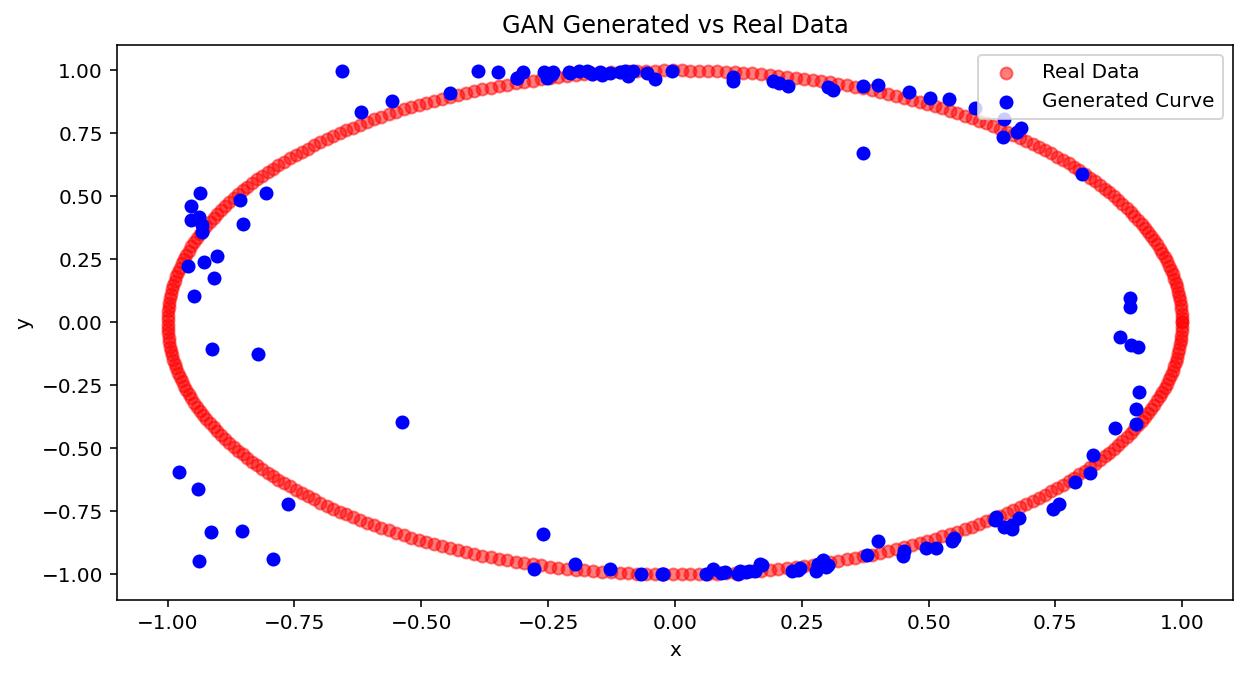 GAN Generated vs Real Data
Real Data
Generated Curve
1.00
0.75
0.50
0.25
0.00
−0.25
−0.50
−0.75
−1.00
y
−1.00 −0.75 −0.50 −0.25 0.00 0.25 0.50 0.75 1.00
x